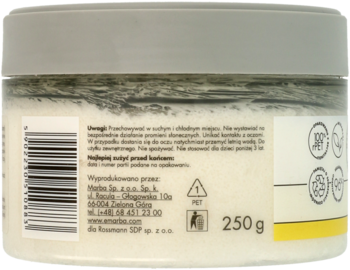 Uwagi: Przechowywać w suchym i chłodnym miejscu. Nie wystawiać na
bezpośrednie działanie promieni słonecznych. Unikać kontaktu z oczami.
W przypadku dostania się do oczu natychmiast przemyć letnią wodą. Do
użytku zewnętrznego. Nie spożywać. Nie stosować dla dzieci poniżej 3 lat.
Najlepiej zużyć przed końcem:
data i numer partii podane na opakowaniu.
Wyprodukowano przez:
Marba Sp. z o.o. Sp. k.
ul. Racula – Głogowska 10a
66-004 Zielona Góra
tel. (+48) 68 451 23 00
www.emarba.com
dla Rossmann SDP sp. z o.o.
1
PET
250 g
100%
PET